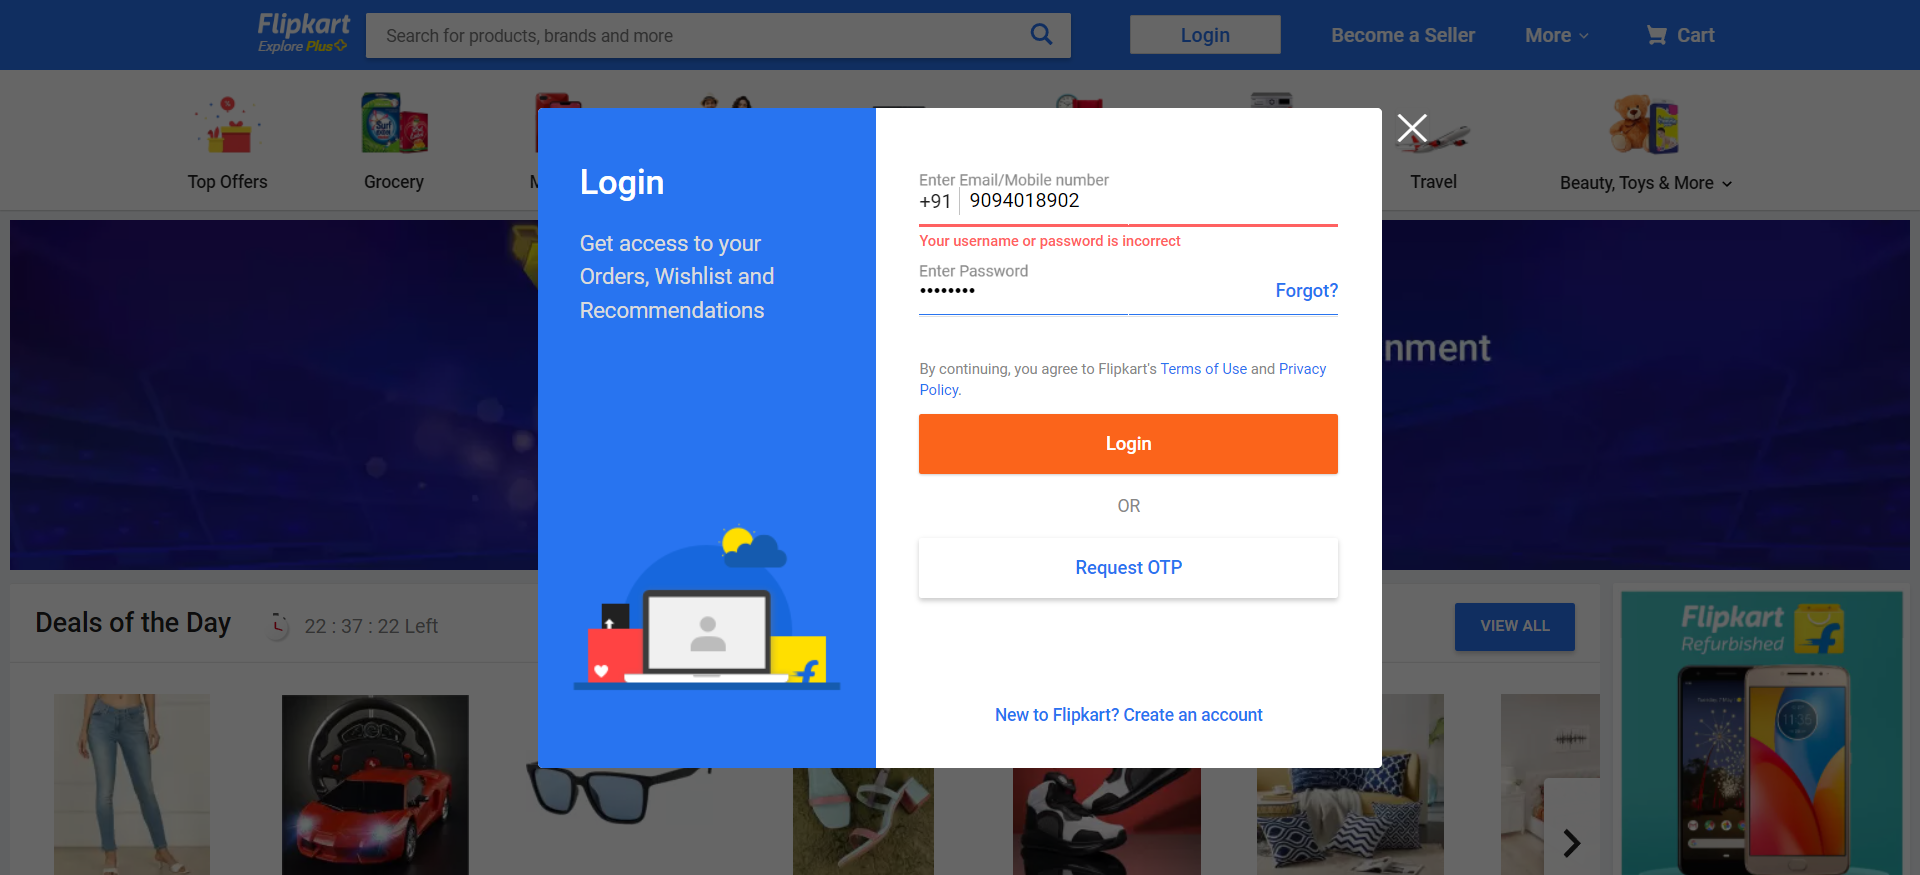 Flipkart
Explore Plus
Search for products, brands and more
Login
Become a Seller
More
Cart
Top Offers
Grocery
M
Travel
Beauty, Toys & More
Login
Get access to your
Orders, Wishlist and
Recommendations
Enter Email/Mobile number
+91 9094018902
Your username or password is incorrect
Enter Password
Forgot?
By continuing, you agree to Flipkart's Terms of Use and Privacy
Policy.
Login
OR
Request OTP
New to Flipkart? Create an account
nment
Deals of the Day
22 : 37 : 22 Left
VIEW ALL
Flipkart
Refurbished
11:35